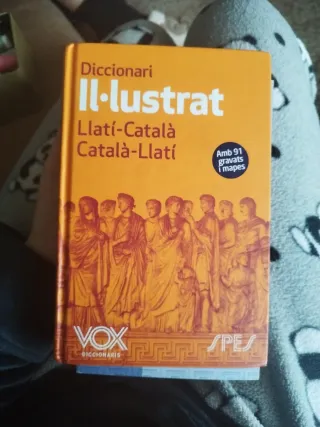 Diccionari
Il·lustrat
Llatí-Català
Català-Llatí
Amb 91
gravats
i mapes
VOX
DICCIONARIS
SPES